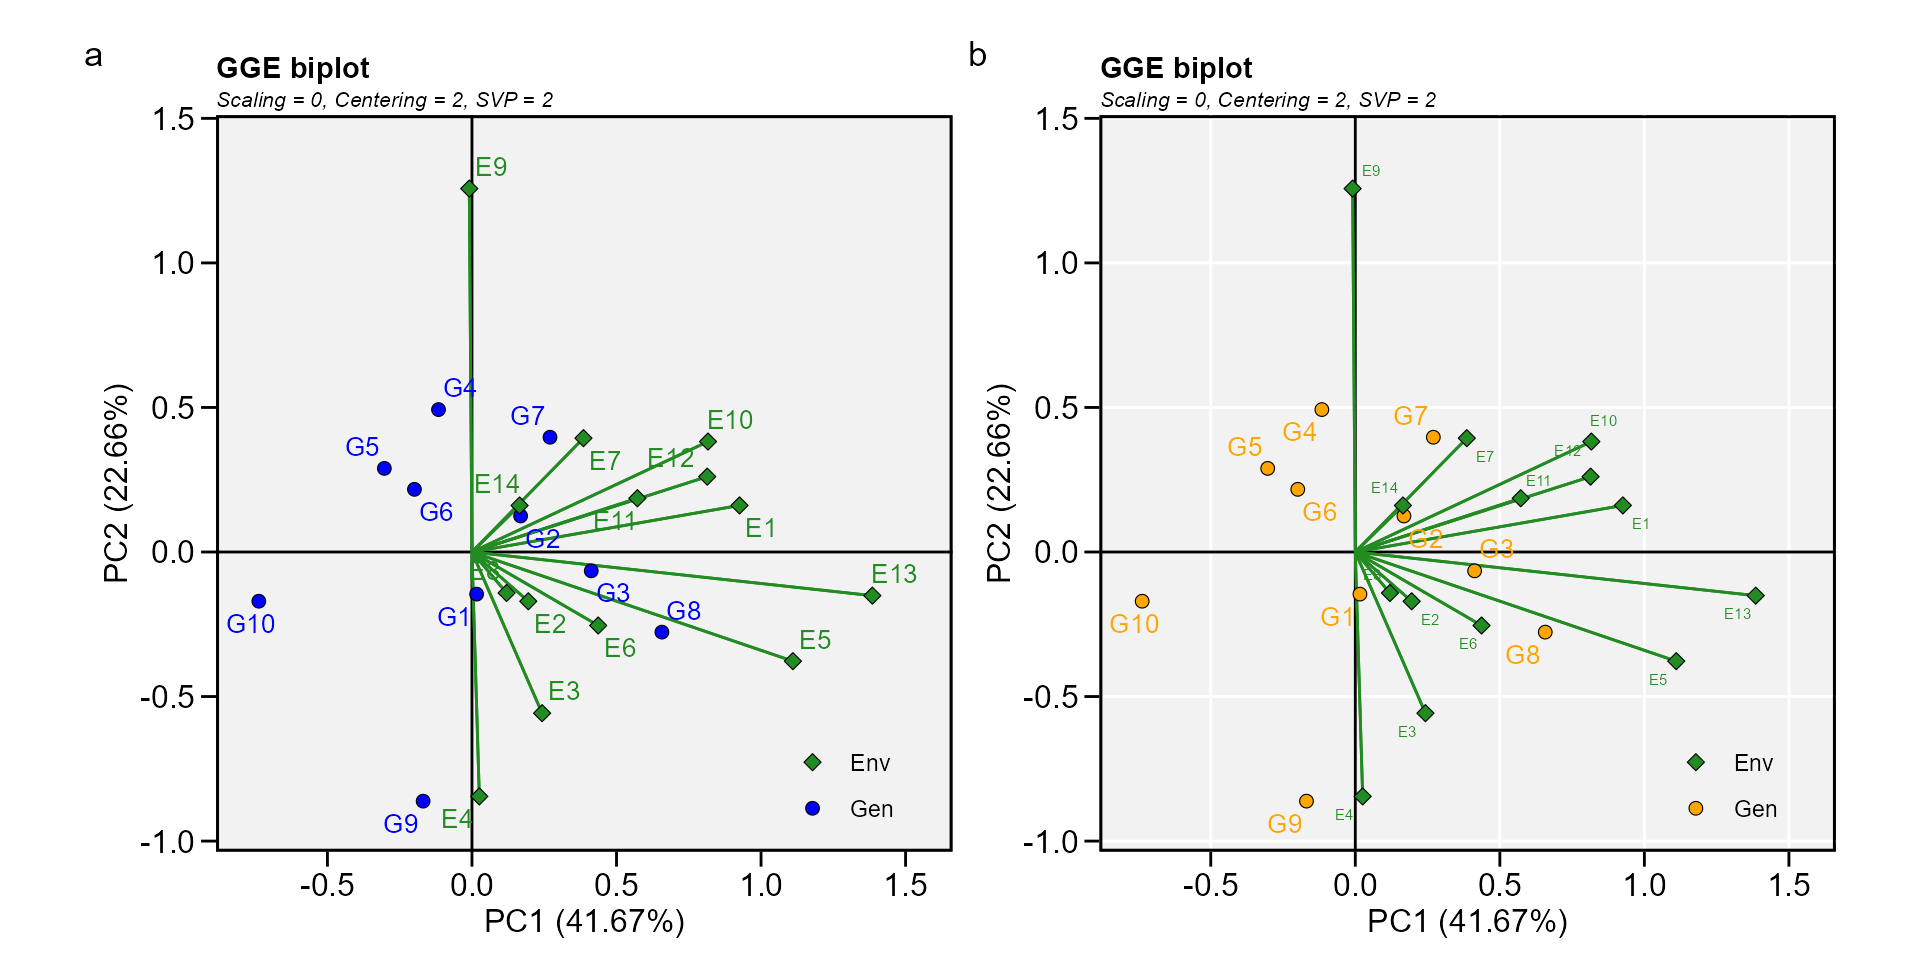 a
GGE biplot
Scaling = 0, Centering = 2, SVP = 2
1.5
1.0
0.5
0.0
-0.5
-1.0
PC2 (22.66%)
E9
G4
G7
E10
G5
E7
E12
E14
G6
E11
E1
G2
E8
E13
G3
G10
G1
E2
G8
E6
E5
E3
Env
Gen
G9
E4
-0.5
0.0
0.5
1.0
1.5
PC1 (41.67%)
b
GGE biplot
Scaling = 0, Centering = 2, SVP = 2
1.5
1.0
0.5
0.0
-0.5
-1.0
PC2 (22.66%)
E9
G4
G7
E10
G5
E7
E12
E14
G6
E11
E1
G2
G3
E8
G10
G1
E2
E13
E6
G8
E5
E3
Env
Gen
G9
E4
-0.5
0.0
0.5
1.0
1.5
PC1 (41.67%)